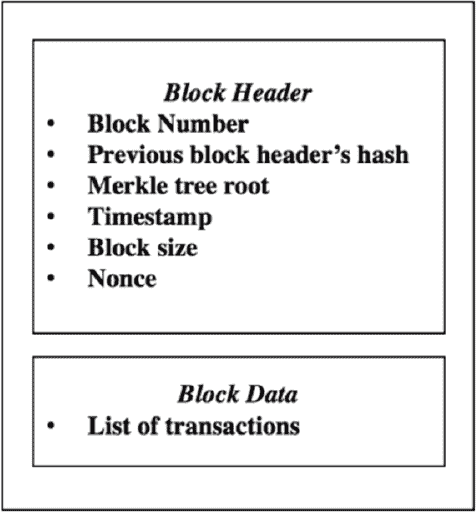 Block Header
• Block Number
• Previous block header's hash
• Merkle tree root
• Timestamp
• Block size
• Nonce
Block Data
• List of transactions